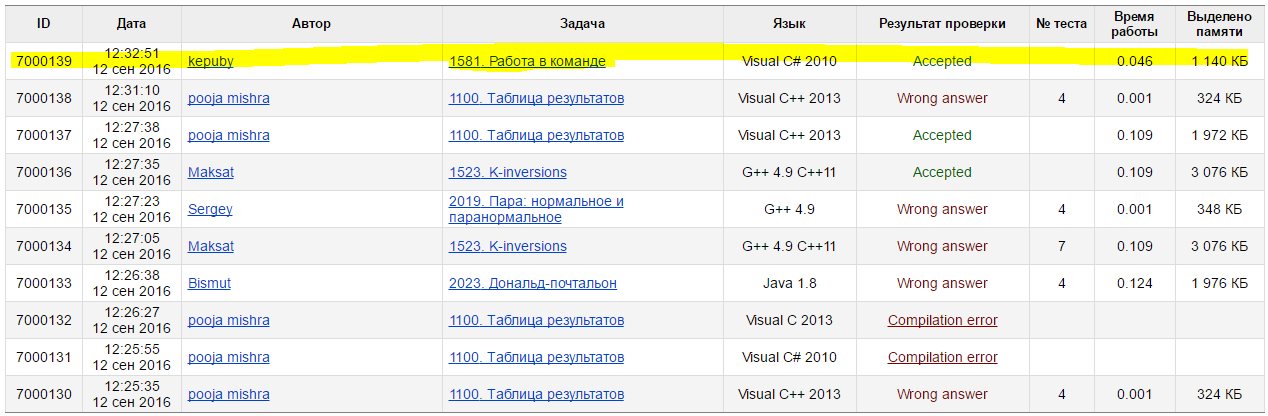 ID Дата Автор Задача Язык Результат проверки № теста Время работы Выделено памяти
7000139 12:32:51 12 сен 2016 kepuby 1581. Работа в команде Visual C# 2010 Accepted 0.046 1 140 КБ
7000138 12:31:10 12 сен 2016 pooja mishra 1100. Таблица результатов Visual C++ 2013 Wrong answer 4 0.001 324 КБ
7000137 12:27:38 12 сен 2016 pooja mishra 1100. Таблица результатов Visual C++ 2013 Accepted 0.109 1 972 КБ
7000136 12:27:35 12 сен 2016 Maksat 1523. K-inversions G++ 4.9 C++11 Accepted 0.109 3 076 КБ
7000135 12:27:23 12 сен 2016 Sergey 2019. Пара: нормальное и паранормальное G++ 4.9 Wrong answer 4 0.001 348 КБ
7000134 12:27:05 12 сен 2016 Maksat 1523. K-inversions G++ 4.9 C++11 Wrong answer 7 0.109 3 076 КБ
7000133 12:26:38 12 сен 2016 Bismut 2023. Дональд-почтальон Java 1.8 Wrong answer 4 0.124 1 976 КБ
7000132 12:26:27 12 сен 2016 pooja mishra 1100. Таблица результатов Visual C 2013 Compilation error
7000131 12:25:55 12 сен 2016 pooja mishra 1100. Таблица результатов Visual C# 2010 Compilation error
7000130 12:25:35 12 сен 2016 pooja mishra 1100. Таблица результатов Visual C++ 2013 Wrong answer 4 0.001 324 КБ